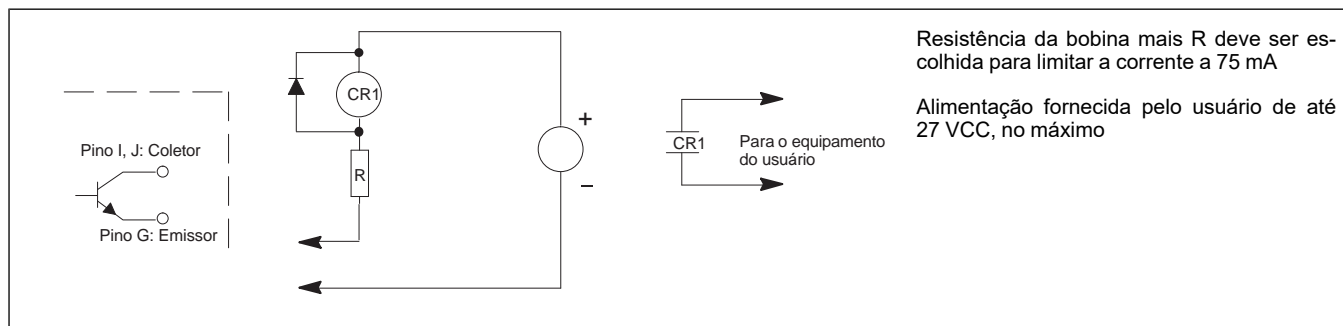 Resistência da bobina mais R deve ser es-
colhida para limitar a corrente a 75 mA
Alimentação fornecida pelo usuário de até
27 VCC, no máximo
CR1
+
CR1
Para o equipamento
do usuário
Pino I, J: Coletor
R
−
Pino G: Emissor